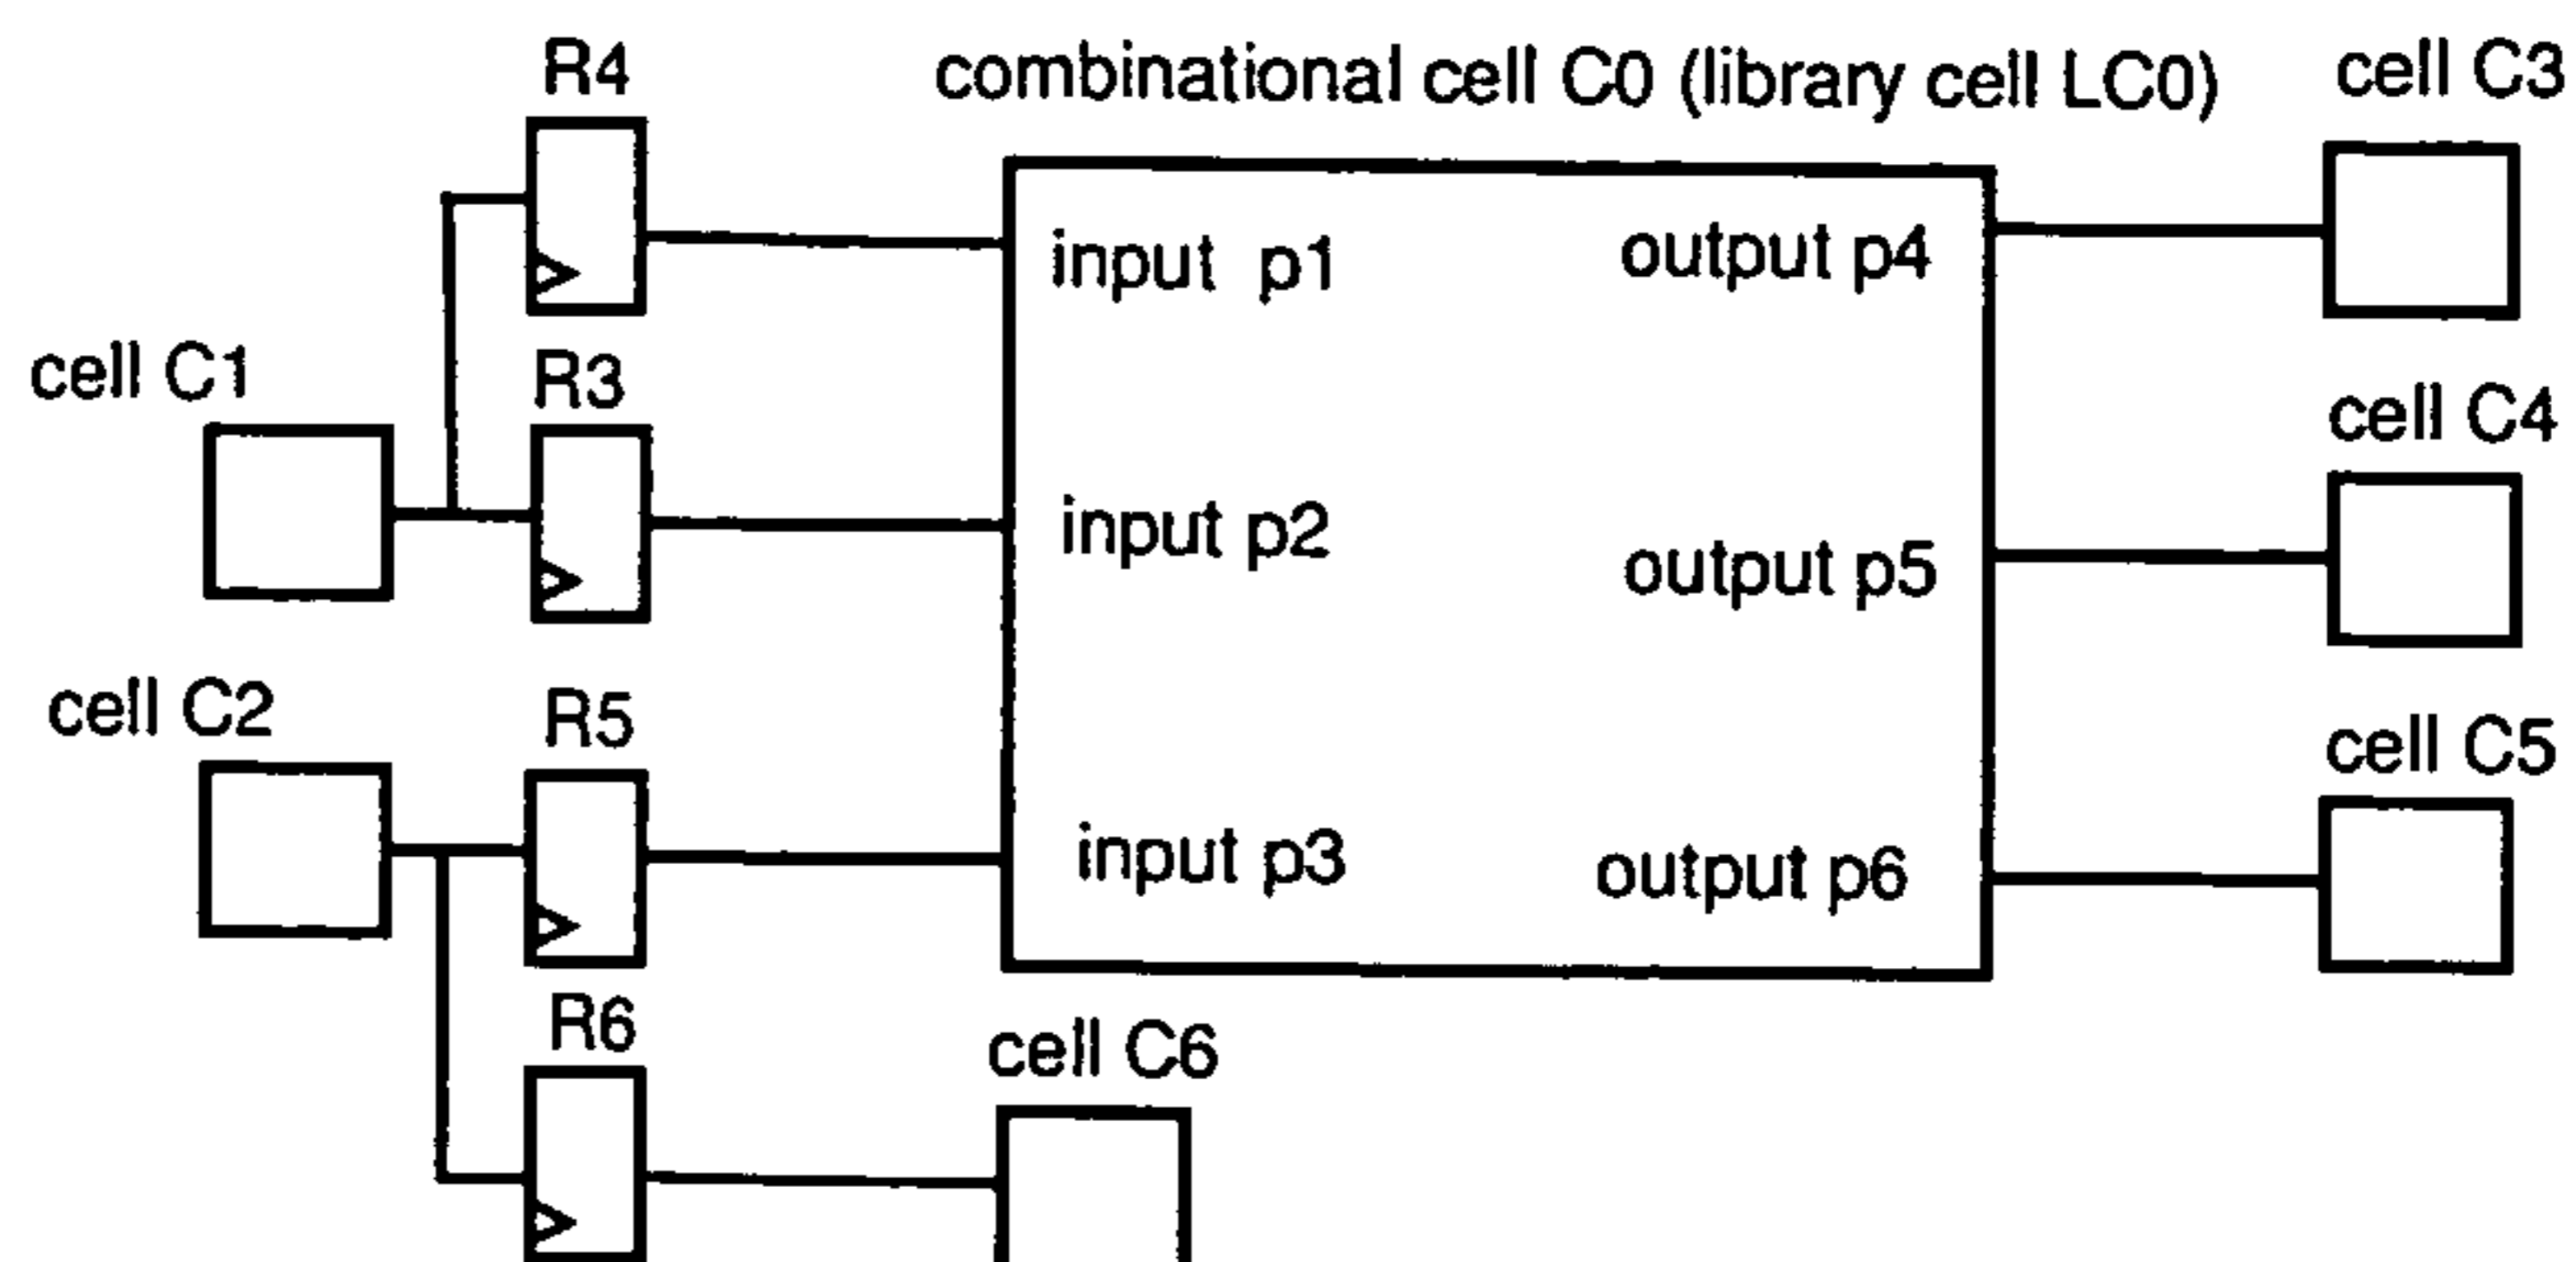 R4
combinational cell C0 (library cell LC0)
cell C3
input p1
output p4
cell C1
R3
cell C4
input p2
output p5
cell C2
R5
cell C5
input p3
output p6
R6
cell C6